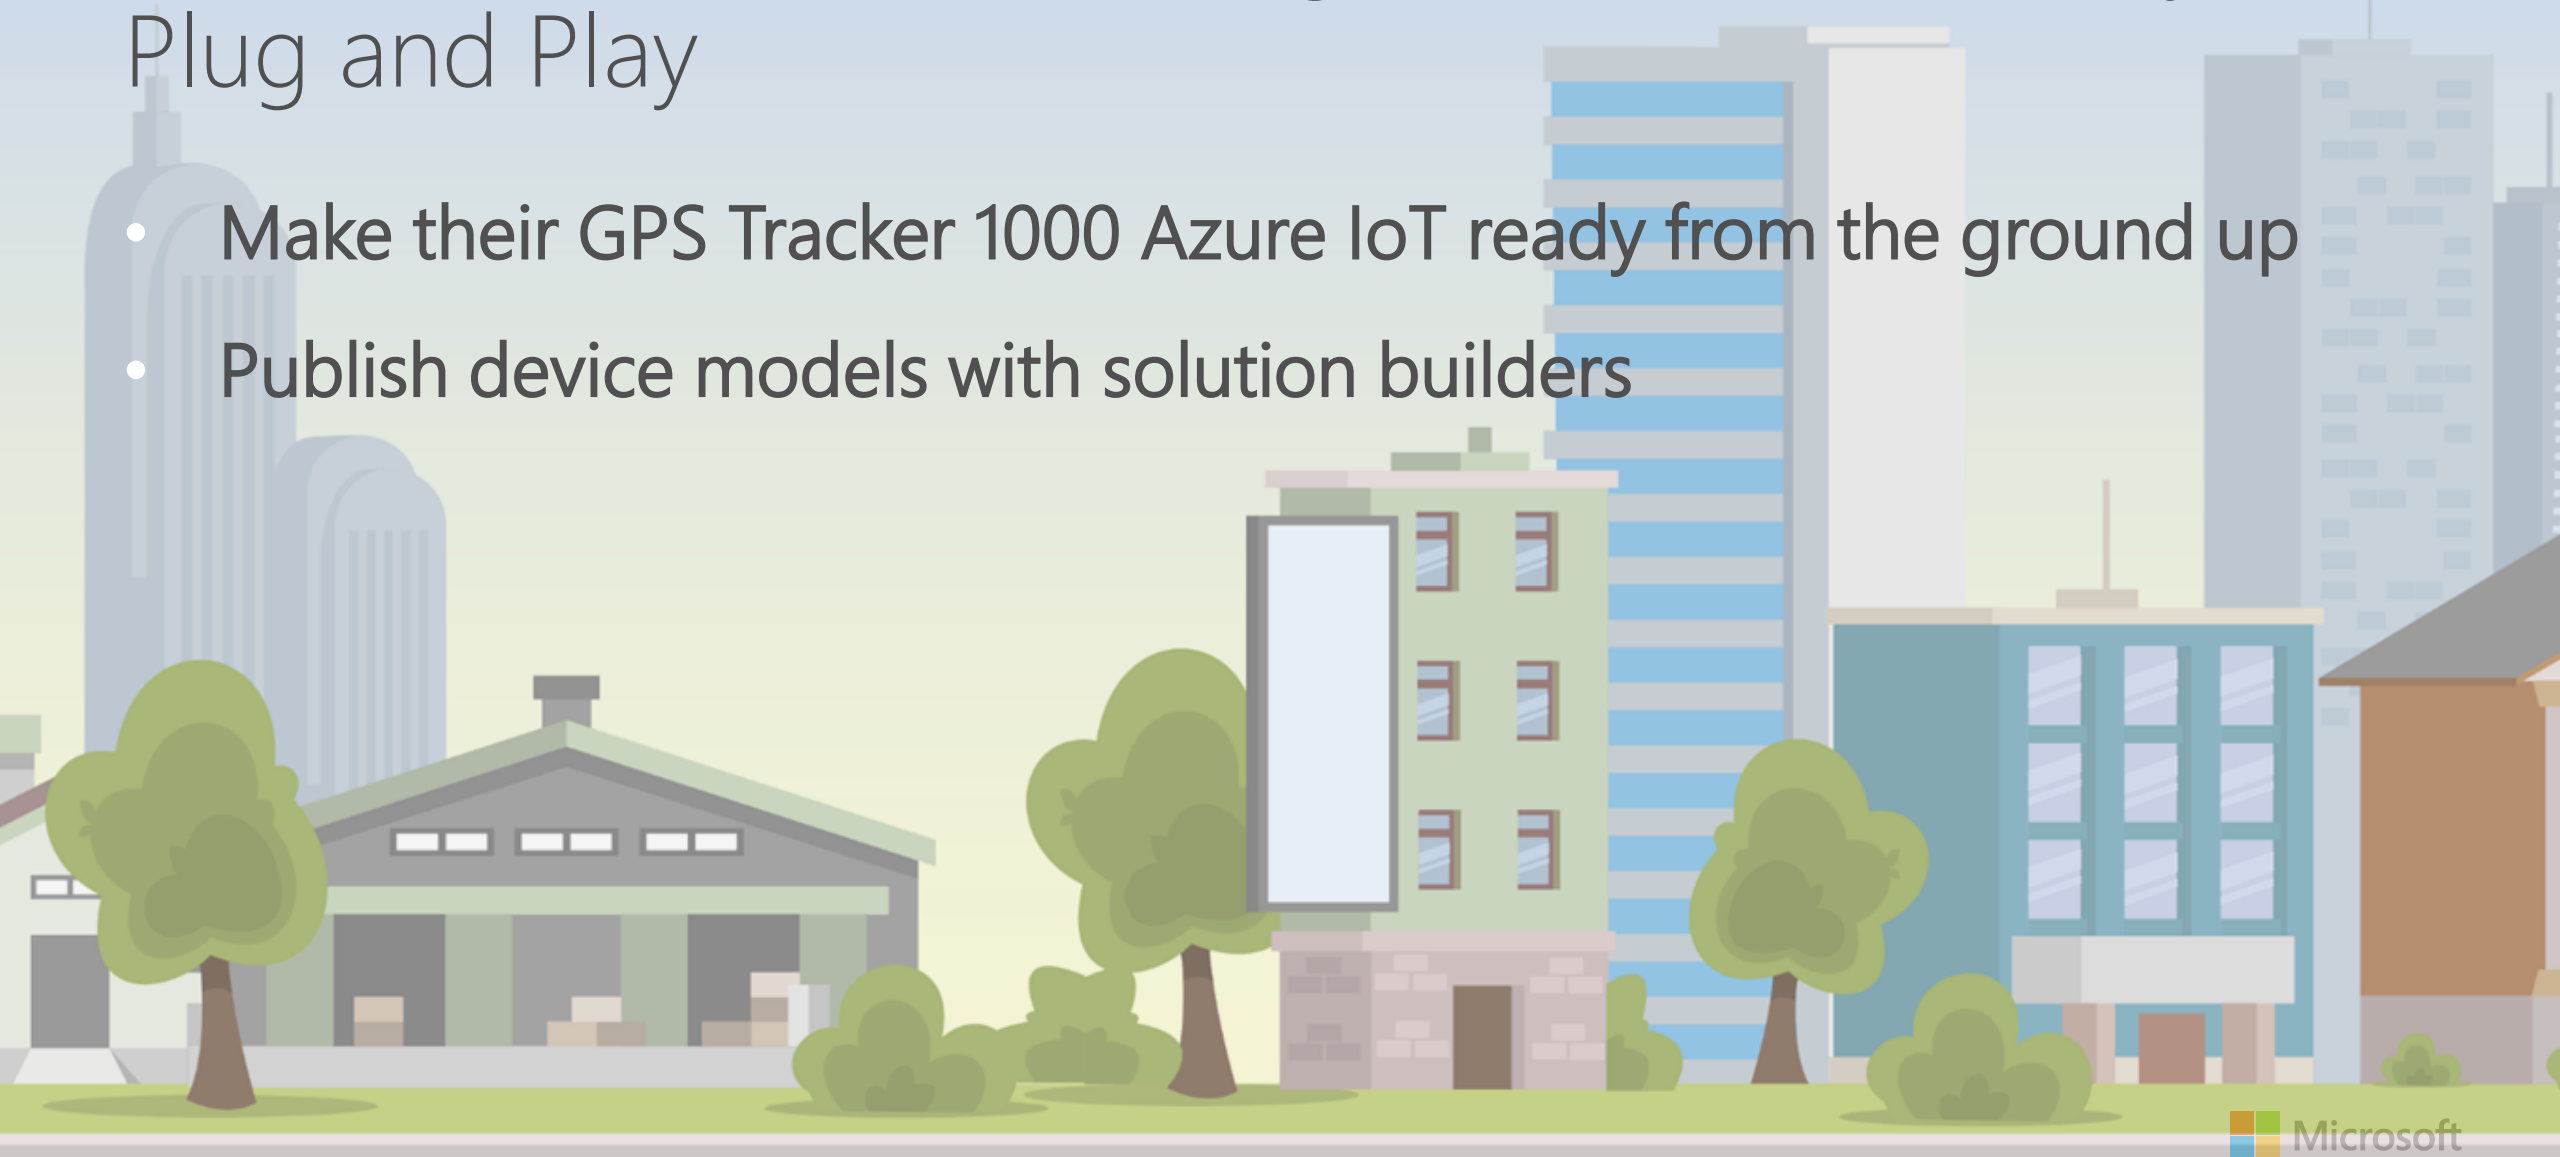 Plug and Play
• Make their GPS Tracker 1000 Azure IoT ready from the ground up
• Publish device models with solution builders
Microsoft